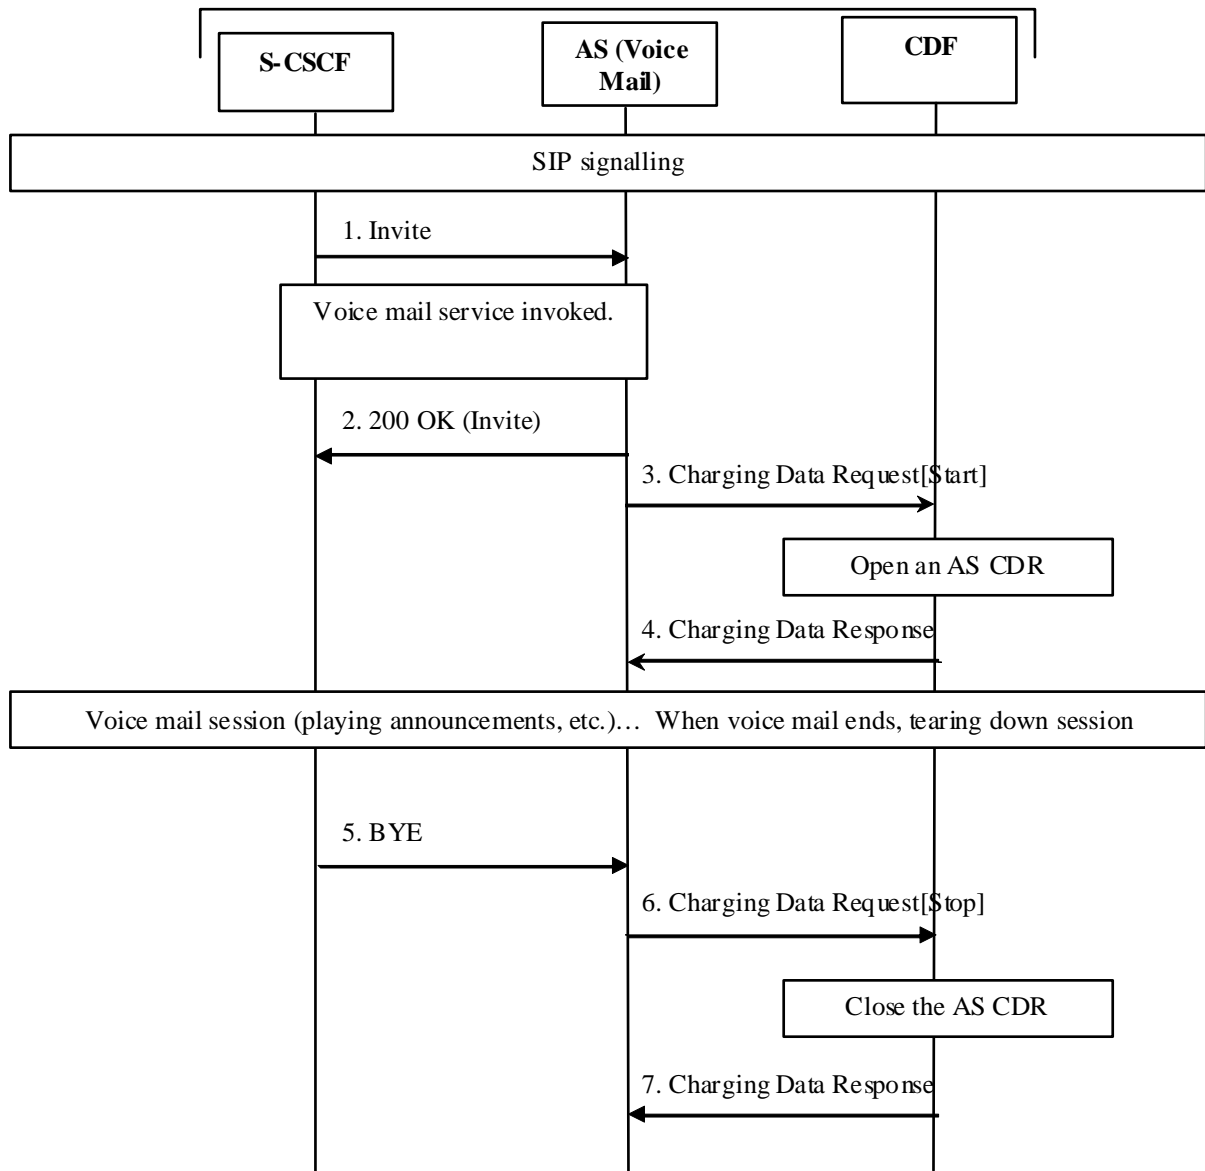 S-CSCF
AS (Voice
Mail)
CDF
SIP signalling
1. Invite
Voice mail service invoked.
2. 200 OK (Invite)
3. Charging Data Request[Start]
Open an AS CDR
4. Charging Data Response
Voice mail session (playing announcements, etc.)… When voice mail ends, tearing down session
5. BYE
6. Charging Data Request[Stop]
Close the AS CDR
7. Charging Data Response